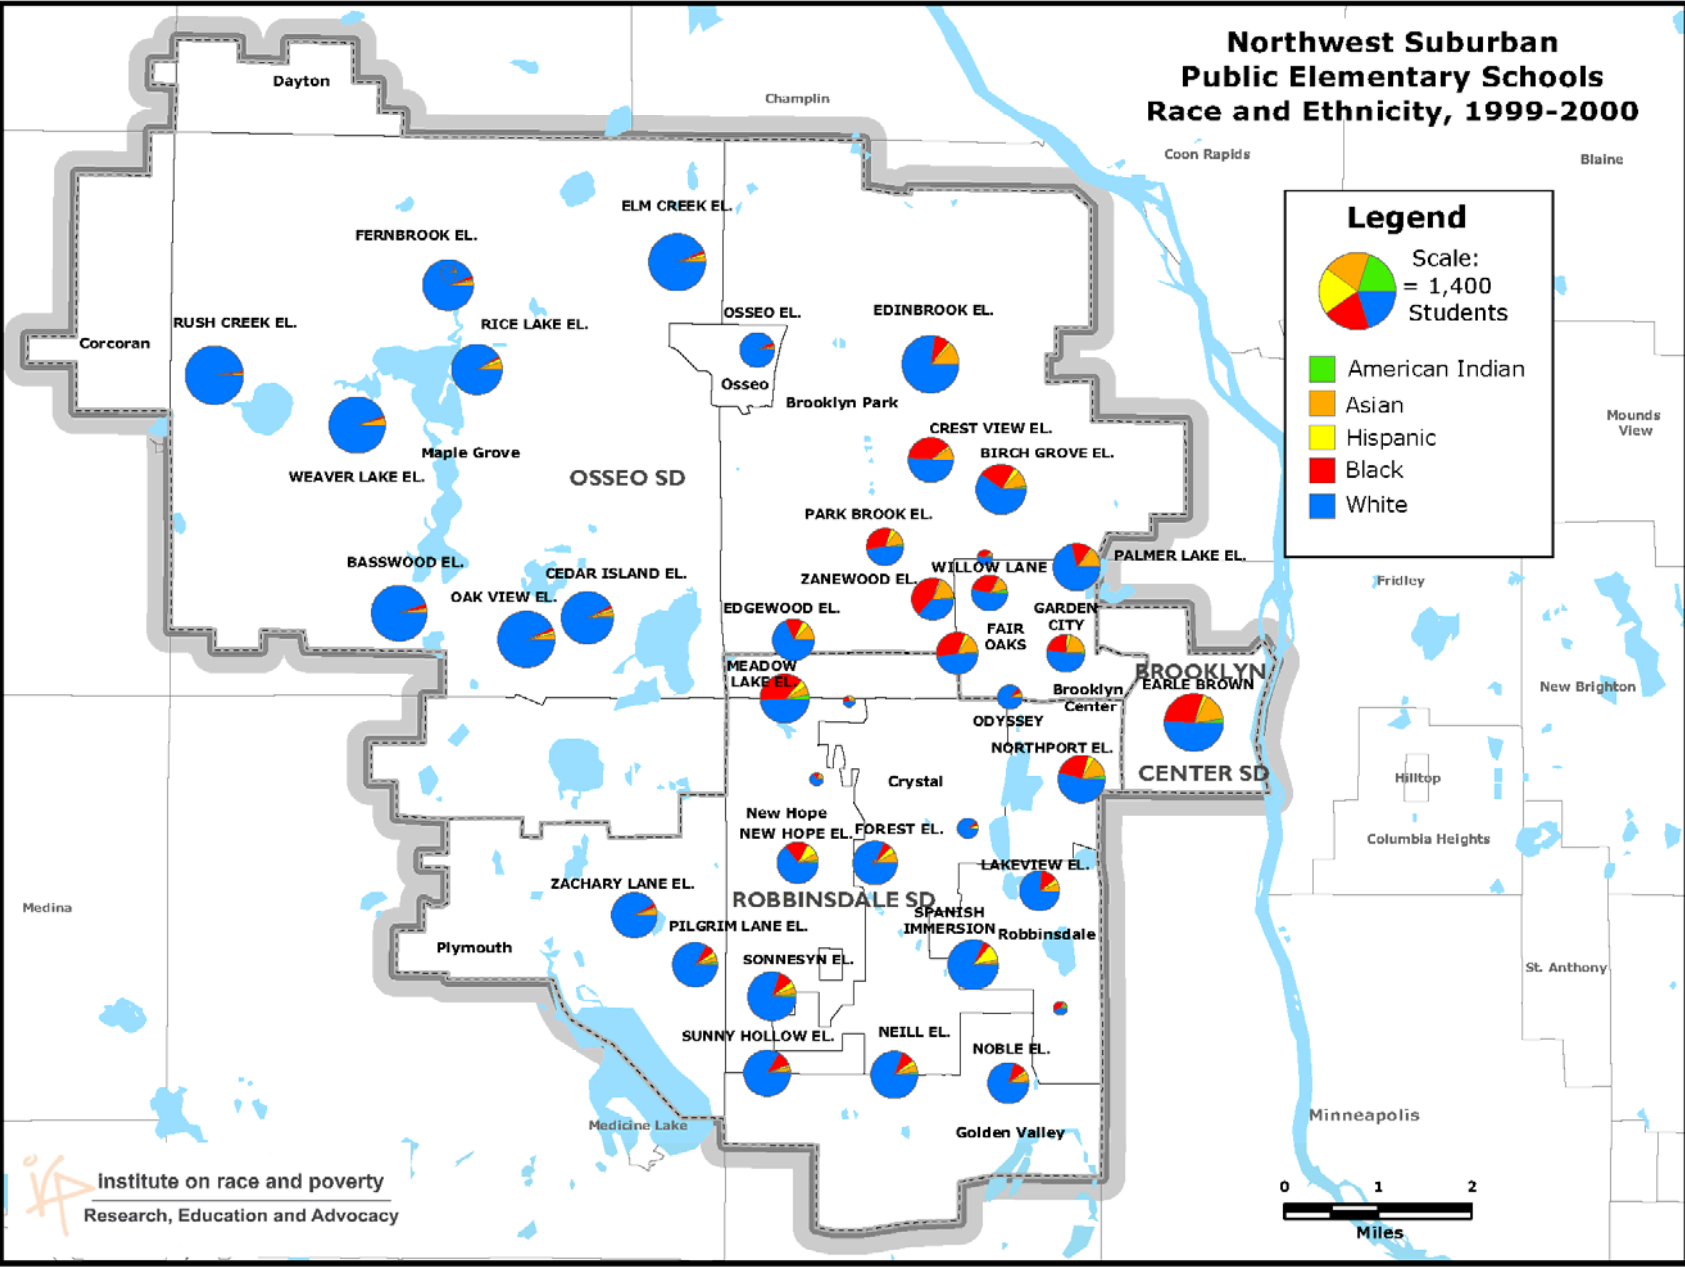 Northwest Suburban
Public Elementary Schools
Race and Ethnicity, 1999-2000
Dayton
Champlin
Coon Rapids
Blaine
Legend
Scale:
= 1,400
Students
American Indian
Asian
Hispanic
Black
White
ELM CREEK EL.
FERNBROOK EL.
RUSH CREEK EL.
RICE LAKE EL.
OSSEO EL.
EDINBROOK EL.
Corcoran
Osseo
Brooklyn Park
Mounds
View
CREST VIEW EL.
Maple Grove
BIRCH GROVE EL.
WEAVER LAKE EL.
OSSEO SD
PARK BROOK EL.
PALMER LAKE EL.
BASSWOOD EL.
CEDAR ISLAND EL.
WILLOW LANE
ZANEWOOD EL.
Fridley
OAK VIEW EL.
EDGEWOOD EL.
GARDEN
CITY
FAIR
OAKS
MEADOW
LAKE EL.
BROOKLYN
EARLE BROWN
Brooklyn
Center
New Brighton
ODYSSEY
NORTHPORT EL.
CENTER SD
Hilltop
Crystal
New Hope
NEW HOPE EL.
FOREST EL.
Columbia Heights
LAKEVIEW EL.
ZACHARY LANE EL.
ROBBINSDALE SD
Medina
SPANISH
IMMERSION
Robbinsdale
PILGRIM LANE EL.
Plymouth
SONNESYN EL.
St. Anthony
SUNNY HOLLOW EL.
NEILL EL.
NOBLE EL.
Medicine Lake
Golden Valley
Minneapolis
irp
institute on race and poverty
Research, Education and Advocacy
0 1 2
Miles